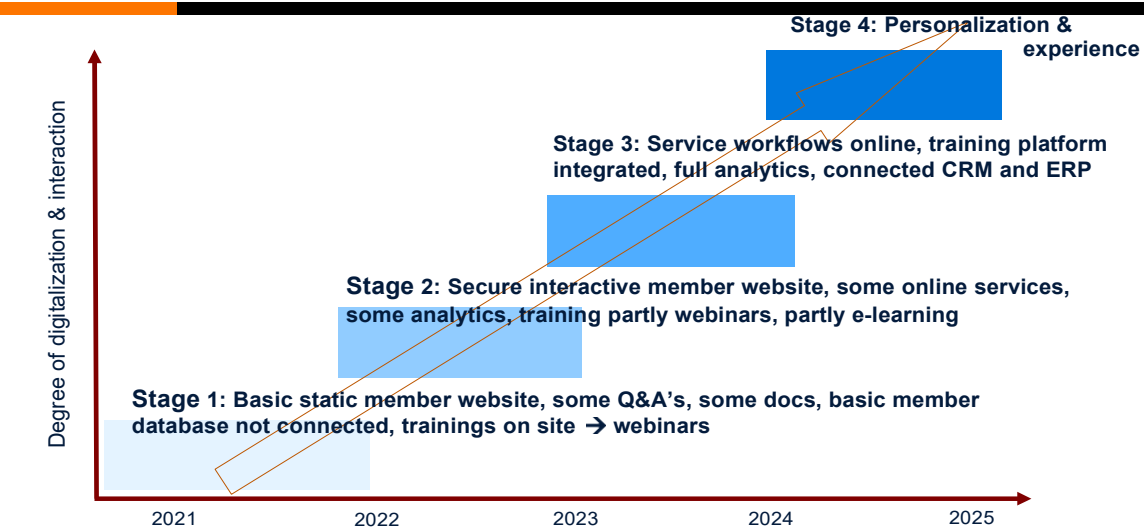 Stage 4: Personalization &
experience
Stage 3: Service workflows online, training platform
integrated, full analytics, connected CRM and ERP
Stage 2: Secure interactive member website, some online services,
some analytics, training partly webinars, partly e-learning
Stage 1: Basic static member website, some Q&A’s, some docs, basic member
database not connected, trainings on site → webinars
Degree of digitalization & interaction
2021 2022 2023 2024 2025